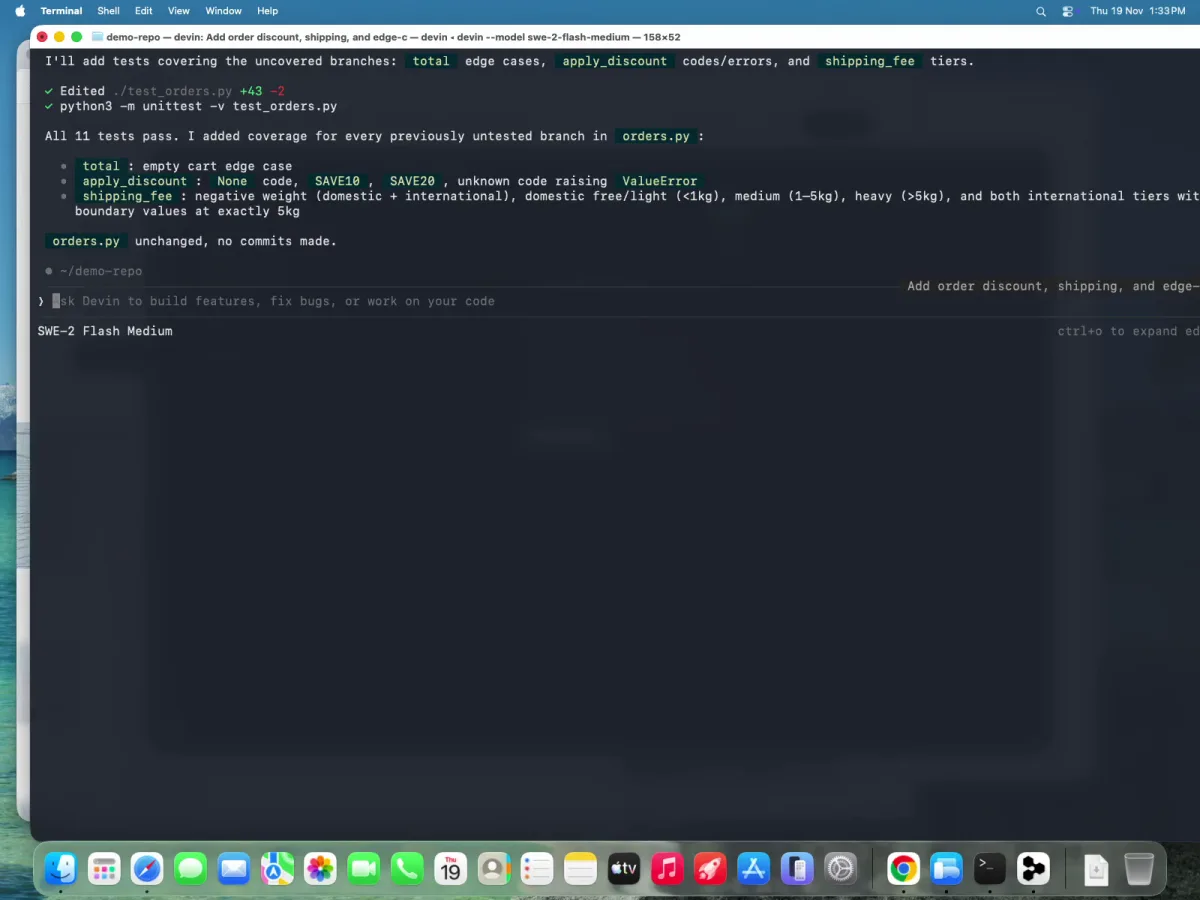 Terminal Shell Edit View Window Help Thu 19 Nov 1:33PM
demo-repo — devin: Add order discount, shipping, and edge-c — devin • devin --model swe-2-flash-medium — 158×52
I'll add tests covering the uncovered branches: total edge cases, apply_discount codes/errors, and shipping_fee tiers.
✓ Edited ./test_orders.py +43 -2
✓ python3 -m unittest -v test_orders.py
All 11 tests pass. I added coverage for every previously untested branch in orders.py :
• total : empty cart edge case
• apply_discount : None code, SAVE10 , SAVE20 , unknown code raising ValueError
• shipping_fee : negative weight (domestic + international), domestic free/light (<1kg), medium (1–5kg), heavy (>5kg), and both international tiers wit
boundary values at exactly 5kg
orders.py unchanged, no commits made.
● ~/demo-repo
Add order discount, shipping, and edge-
❯ Ask Devin to build features, fix bugs, or work on your code
SWE-2 Flash Medium ctrl+o to expand ed
Thu
19
tv
>_